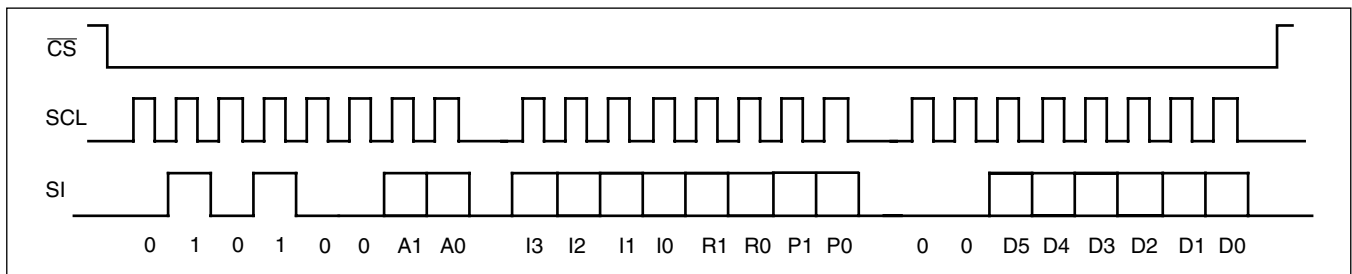 CS
SCL
SI
0 1 0 1 0 0 A1 A0 I3 I2 I1 I0 R1 R0 P1 P0 0 0 D5 D4 D3 D2 D1 D0